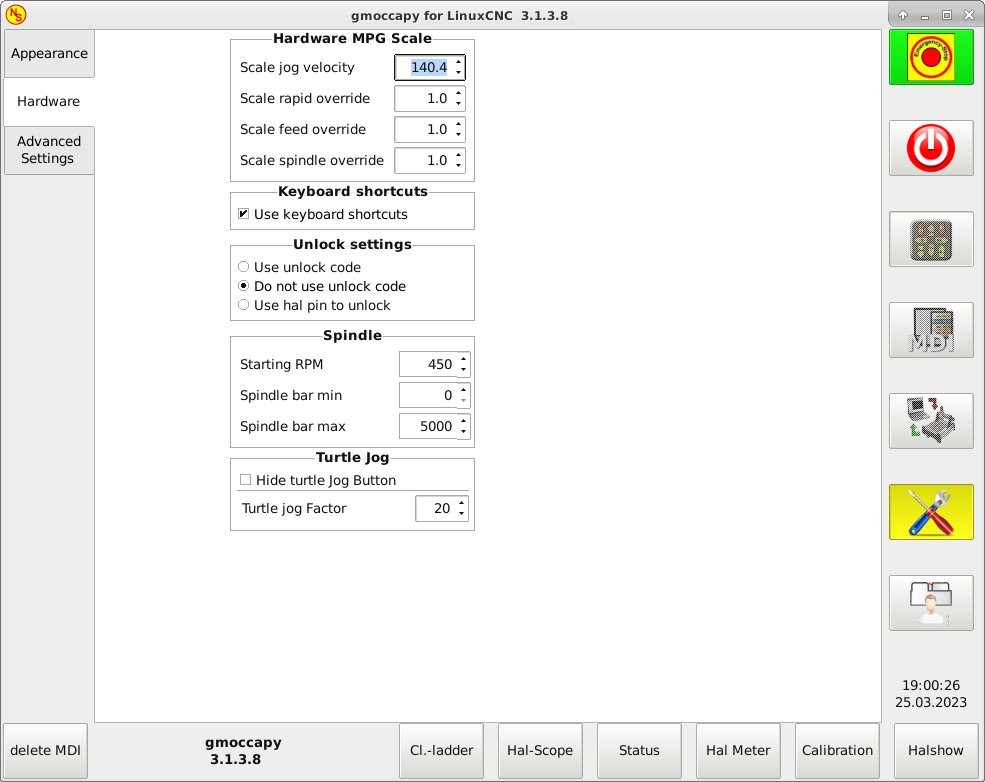 NS
gmoccapy for LinuxCNC 3.1.3.8
Appearance
Hardware
Advanced
Settings
Hardware MPG Scale
Scale jog velocity 140.4
Scale rapid override 1.0
Scale feed override 1.0
Scale spindle override 1.0
Keyboard shortcuts
Use keyboard shortcuts
Unlock settings
Use unlock code
Do not use unlock code
Use hal pin to unlock
Spindle
Starting RPM 450
Spindle bar min 0
Spindle bar max 5000
Turtle Jog
Hide turtle Jog Button
Turtle jog Factor 20
Emergency-Stop
MDI
19:00:26
25.03.2023
delete MDI
gmoccapy
3.1.3.8
Cl.-ladder
Hal-Scope
Status
Hal Meter
Calibration
Halshow